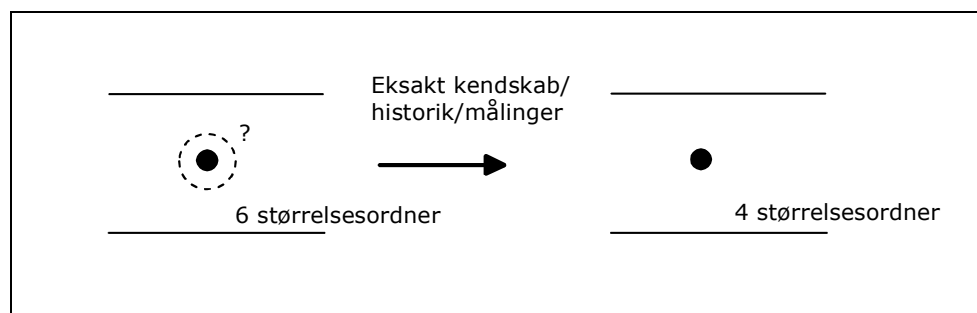 Eksakt kendskab/
historik/målinger
?
6 størrelsesordner
4 størrelsesordner